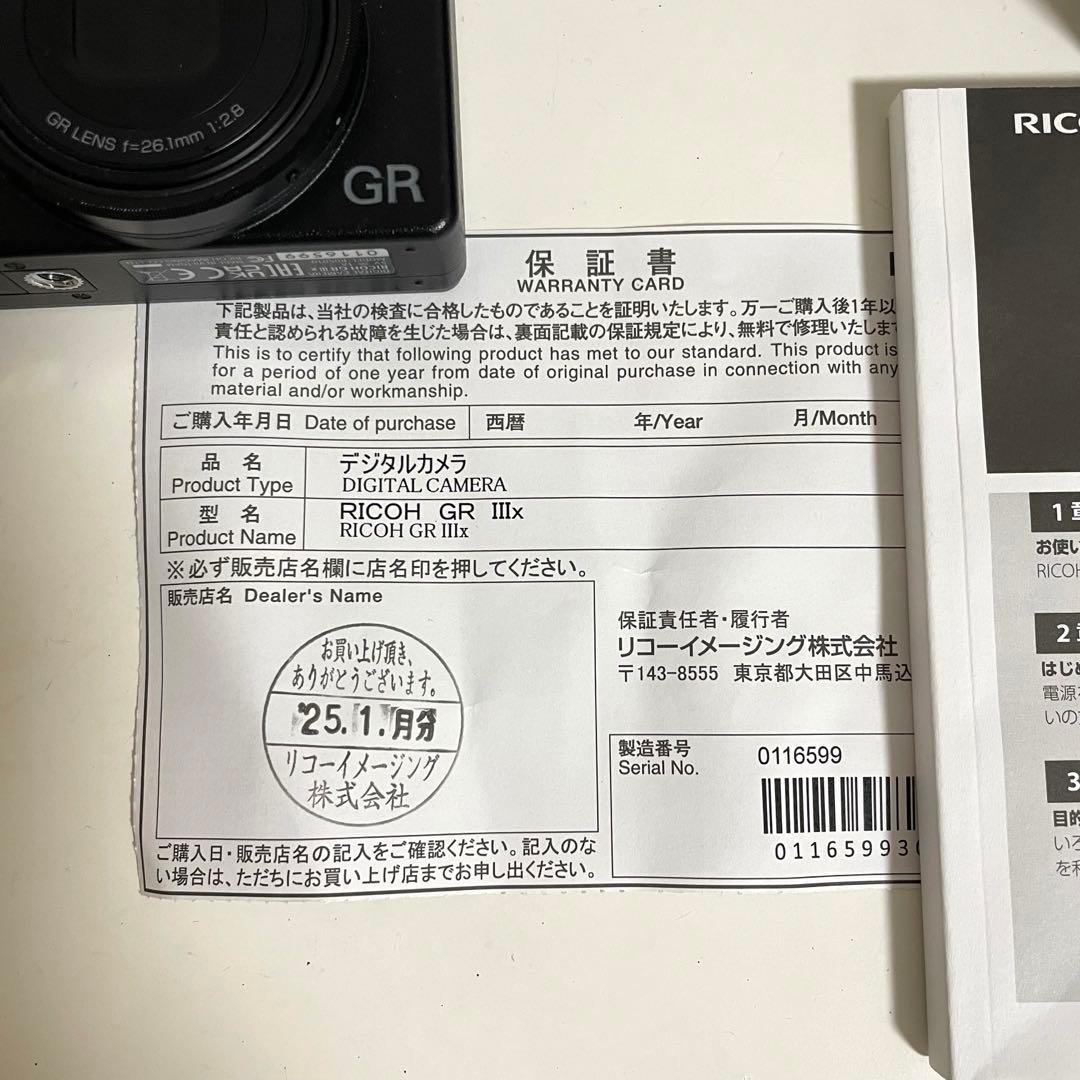 GR LENS f=26.1mm 1:2.8
GR
0116599
RICOH GR IIIx
保証書
WARRANTY CARD
下記製品は、当社の検査に合格したものであることを証明いたします。万一ご購入後1年以
責任と認められる故障を生じた場合は、裏面記載の保証規定により、無料で修理いたしま
This is to certify that following product has met to our standard. This product is
for a period of one year from date of original purchase in connection with any
material and/or workmanship.
ご購入年月日 Date of purchase 西暦 年/Year 月/Month
品名 デジタルカメラ
Product Type DIGITAL CAMERA
型名 RICOH GR IIIx
Product Name RICOH GR IIIx
※必ず販売店名欄に店名印を押してください。
販売店名 Dealer's Name
お買い上げ頂き、
ありがとうございます。
'25.1.月分
リコーイメージング
株式会社
保証責任者・履行者
リコーイメージング株式会社
〒143-8555 東京都大田区中馬込
製造番号 0116599
Serial No.
01165993
ご購入日・販売店名の記入をご確認ください。記入のな
い場合は、ただちにお買い上げ店までお申し出ください。
RIC
1
お使い
RICOH
2
はじめ
電源
いの
3
目的
いろ
を利